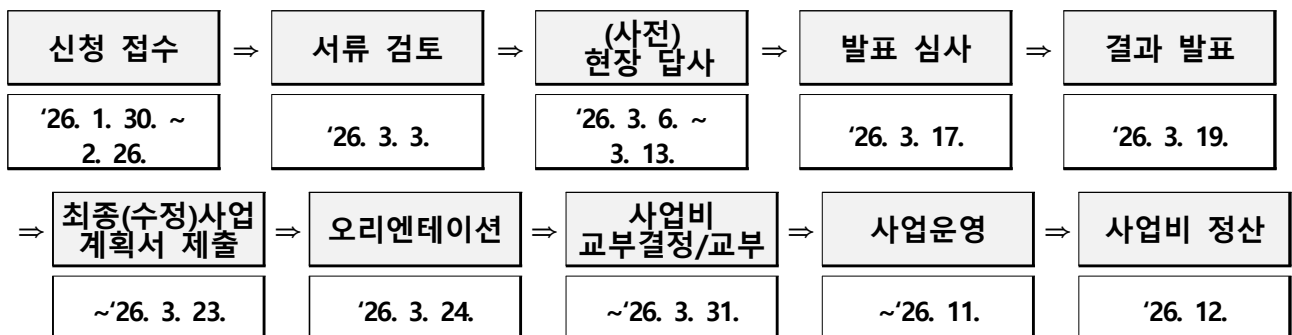 신청 접수 ⇒ 서류 검토 ⇒ (사전) 현장 답사 ⇒ 발표 심사 ⇒ 결과 발표
‘26. 1. 30. ~ 2. 26.
‘26. 3. 3.
‘26. 3. 6. ~ 3. 13.
‘26. 3. 17.
‘26. 3. 19.
⇒ 최종(수정)사업계획서 제출 ⇒ 오리엔테이션 ⇒ 사업비 교부결정/교부 ⇒ 사업운영 ⇒ 사업비 정산
~‘26. 3. 23.
‘26. 3. 24.
~‘26. 3. 31.
~‘26. 11.
‘26. 12.